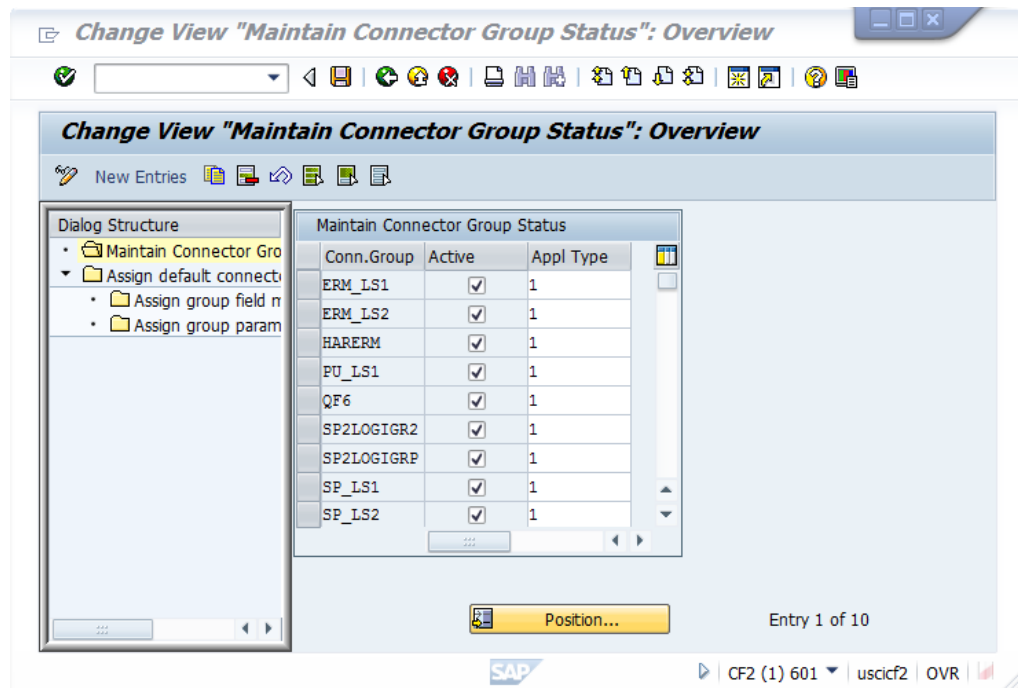 Change View "Maintain Connector Group Status": Overview
Change View "Maintain Connector Group Status": Overview
New Entries
Dialog Structure
Maintain Connector Gro
Assign default connecto
Assign group field m
Assign group param
Maintain Connector Group Status
Conn.Group Active Appl Type
ERM_LS1 1
ERM_LS2 1
HARERM 1
PU_LS1 1
QF6 1
SP2LOGIGR2 1
SP2LOGIGRP 1
SP_LS1 1
SP_LS2 1
Position... Entry 1 of 10
SAP CF2 (1) 601 uscicf2 OVR